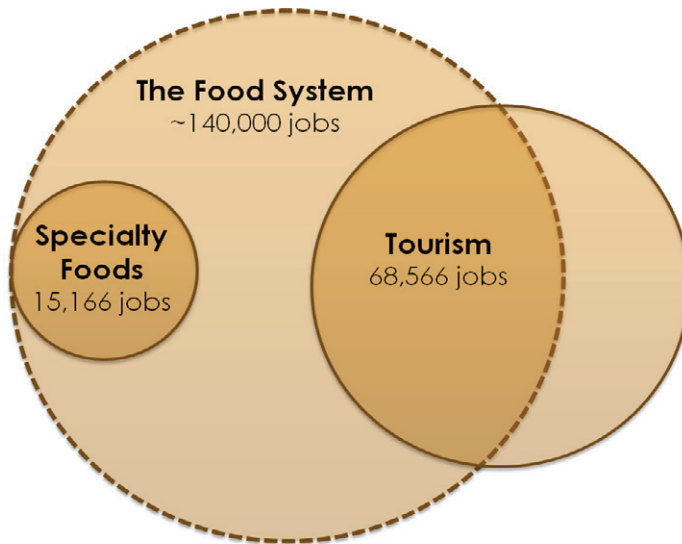 The Food System
~140,000 jobs
Specialty
Foods
15,166 jobs
Tourism
68,566 jobs